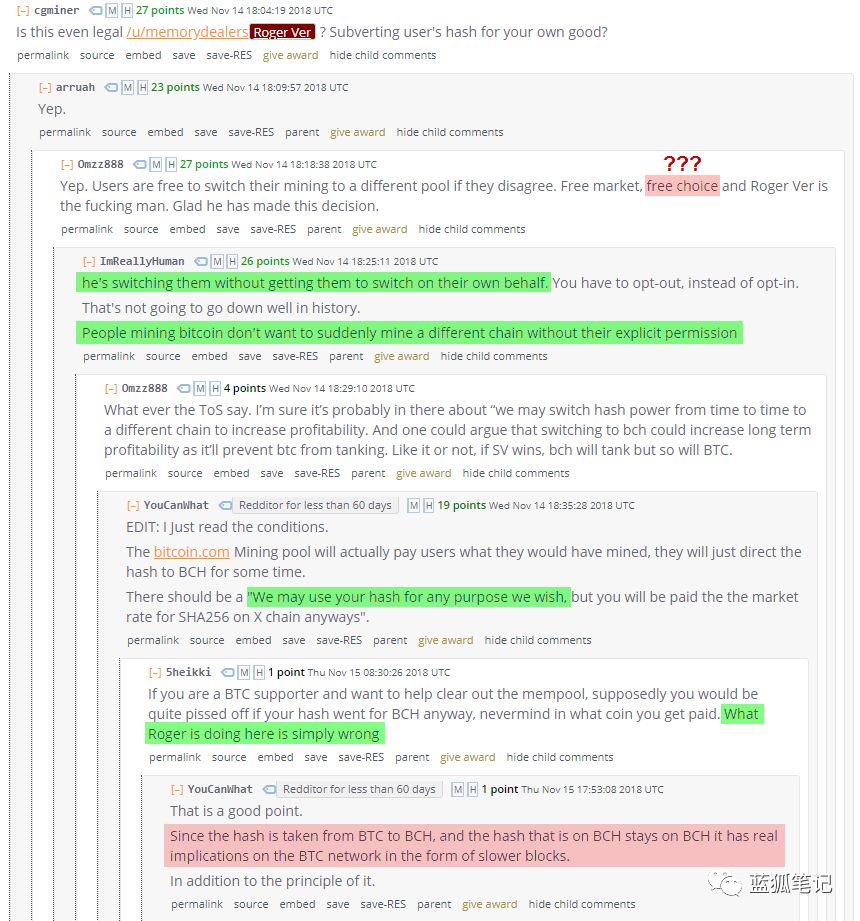 [–] cgminer M H 27 points Wed Nov 14 18:04:19 2018 UTC
Is this even legal /u/memorydealers Roger Ver ? Subverting user's hash for your own good?
permalink source embed save save-RES give award hide child comments
[–] arruah M H 23 points Wed Nov 14 18:09:57 2018 UTC
Yep.
permalink source embed save save-RES parent give award hide child comments
???
[–] Omzz888 M H 27 points Wed Nov 14 18:18:38 2018 UTC
Yep. Users are free to switch their mining to a different pool if they disagree. Free market, free choice and Roger Ver is
the fucking man. Glad he has made this decision.
permalink source embed save save-RES parent give award hide child comments
[–] ImReallyHuman M H 26 points Wed Nov 14 18:25:11 2018 UTC
he's switching them without getting them to switch on their own behalf. You have to opt-out, instead of opt-in.
That's not going to go down well in history.
People mining bitcoin don't want to suddenly mine a different chain without their explicit permission
permalink source embed save save-RES parent give award hide child comments
[–] Omzz888 M H 4 points Wed Nov 14 18:29:10 2018 UTC
What ever the ToS say. I'm sure it's probably in there about “we may switch hash power from time to time to
a different chain to increase profitability. And one could argue that switching to bch could increase long term
profitability as it'll prevent btc from tanking. Like it or not, if SV wins, bch will tank but so will BTC.
permalink source embed save save-RES parent give award hide child comments
[–] YouCanWhat Redditor for less than 60 days M H 19 points Wed Nov 14 18:35:28 2018 UTC
EDIT: I Just read the conditions.
The bitcoin.com Mining pool will actually pay users what they would have mined, they will just direct the
hash to BCH for some time.
There should be a "We may use your hash for any purpose we wish, but you will be paid the the market
rate for SHA256 on X chain anyways".
permalink source embed save save-RES parent give award hide child comments
[–] 5heikki M H 1 point Thu Nov 15 08:30:26 2018 UTC
If you are a BTC supporter and want to help clear out the mempool, supposedly you would be
quite pissed off if your hash went for BCH anyway, nevermind in what coin you get paid. What
Roger is doing here is simply wrong
permalink source embed save save-RES parent give award hide child comments
[–] YouCanWhat Redditor for less than 60 days M H 1 point Thu Nov 15 17:53:08 2018 UTC
That is a good point.
Since the hash is taken from BTC to BCH, and the hash that is on BCH stays on BCH it has real
implications on the BTC network in the form of slower blocks.
In addition to the principle of it.
蓝狐笔记
permalink source embed save save-RES parent give award hide child comments